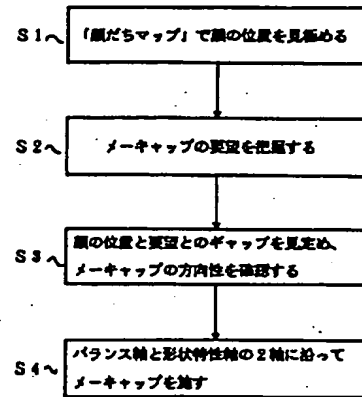 S1 「顔だちマップ」で顔の位置を見極める
S2 メーキャップの要望を把握する
S3 顔の位置と要望とのギャップを見定め、
メーキャップの方向性を確認する
S4 バランス軸と形状特性軸の2軸に沿って
メーキャップを施す